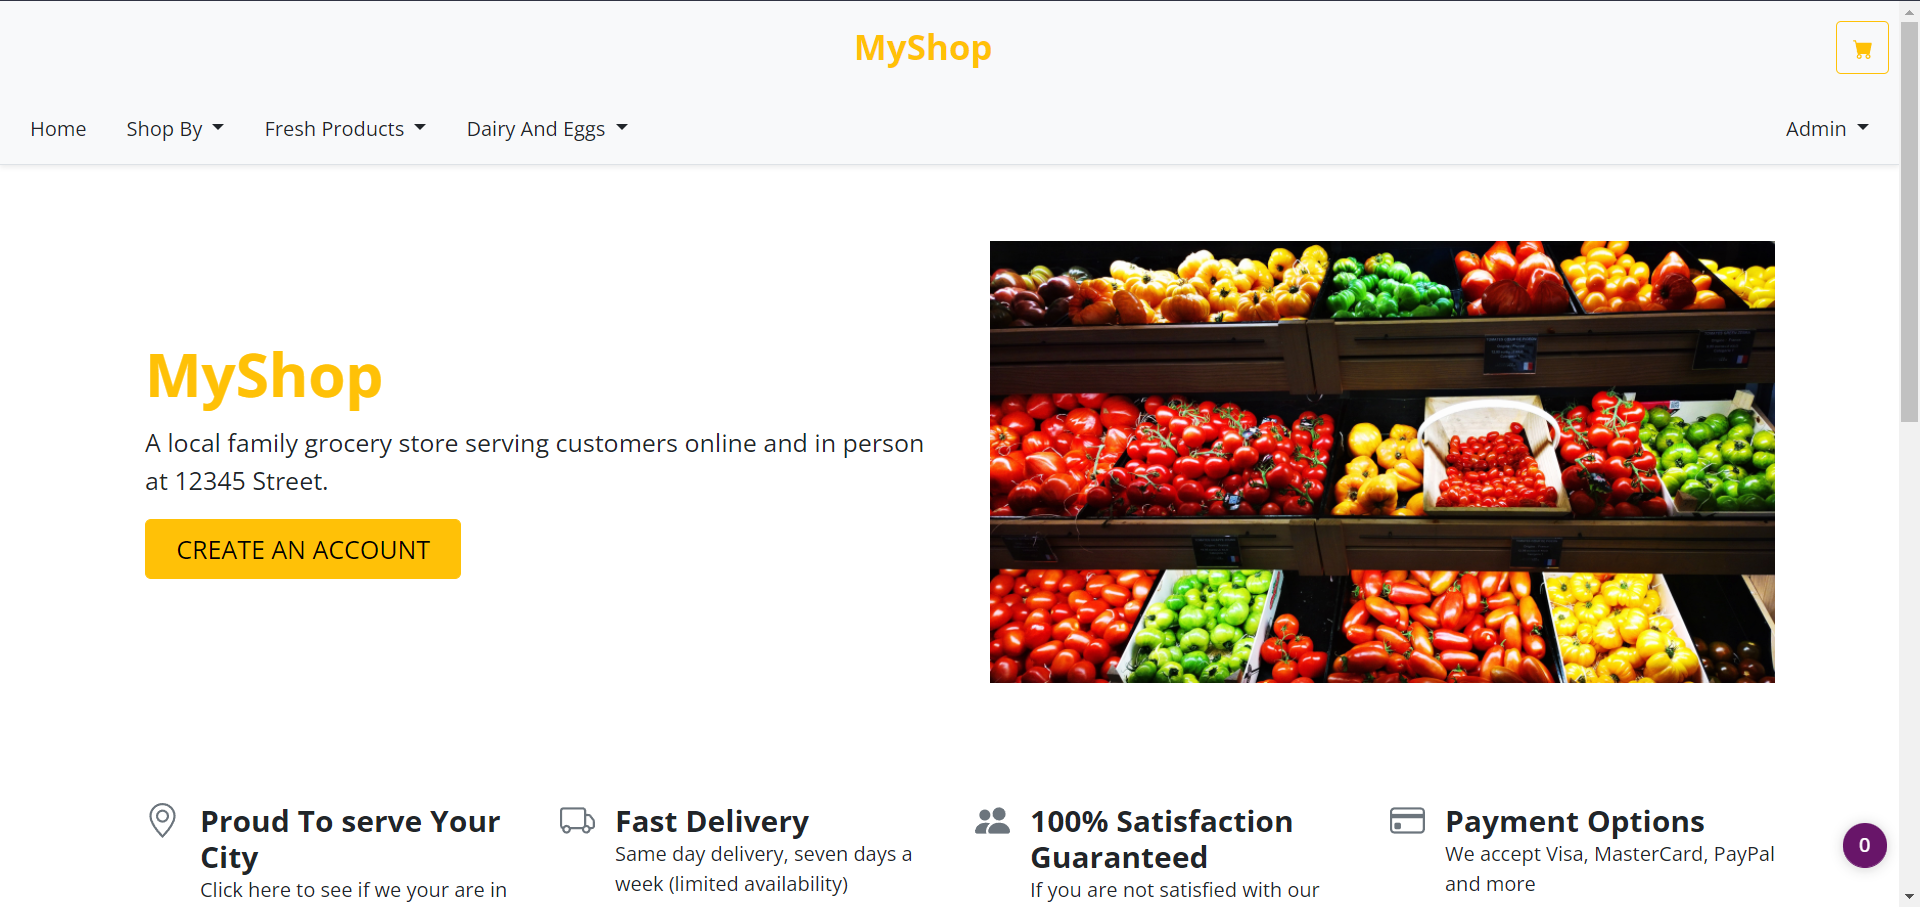 MyShop
Home Shop By Fresh Products Dairy And Eggs Admin
MyShop
A local family grocery store serving customers online and in person
at 12345 Street.
CREATE AN ACCOUNT
Proud To serve Your
City
Click here to see if we your are in
Fast Delivery
Same day delivery, seven days a
week (limited availability)
100% Satisfaction
Guaranteed
If you are not satisfied with our
Payment Options
We accept Visa, MasterCard, PayPal
and more
0